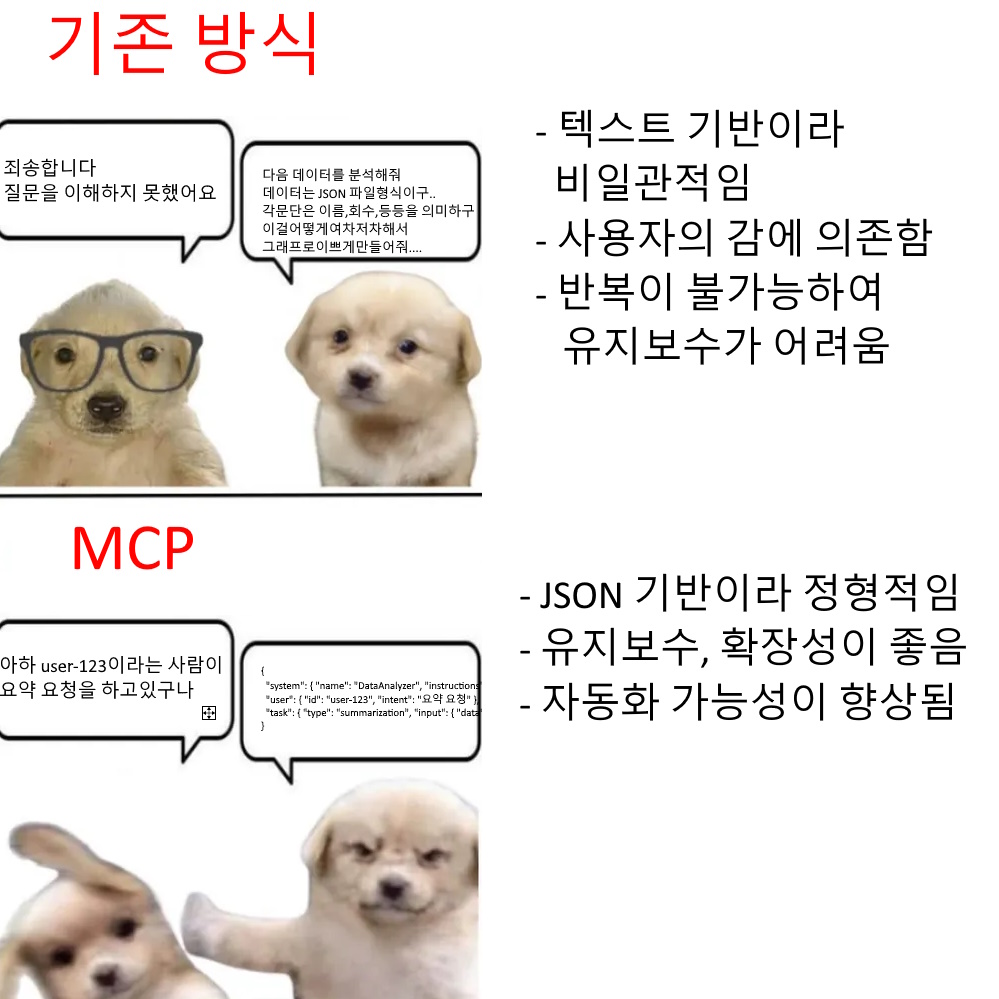 기존 방식
죄송합니다
질문을 이해하지 못했어요
다음 데이터를 분석해줘
데이터는 JSON 파일형식이구..
각문단은 이름,회수,등등을 의미하구
이걸어떻게여차저차해서
그래프로이쁘게만들어줘....
- 텍스트 기반이라
비일관적임
- 사용자의 감에 의존함
- 반복이 불가능하여
유지보수가 어려움
MCP
아하 user-123이라는 사람이
요약 요청을 하고있구나
{
"system": { "name": "DataAnalyzer", "instructions"
"user": { "id": "user-123", "intent": "요약 요청" },
"task": { "type": "summarization", "input": { "data"
}
- JSON 기반이라 정형적임
- 유지보수, 확장성이 좋음
- 자동화 가능성이 향상됨